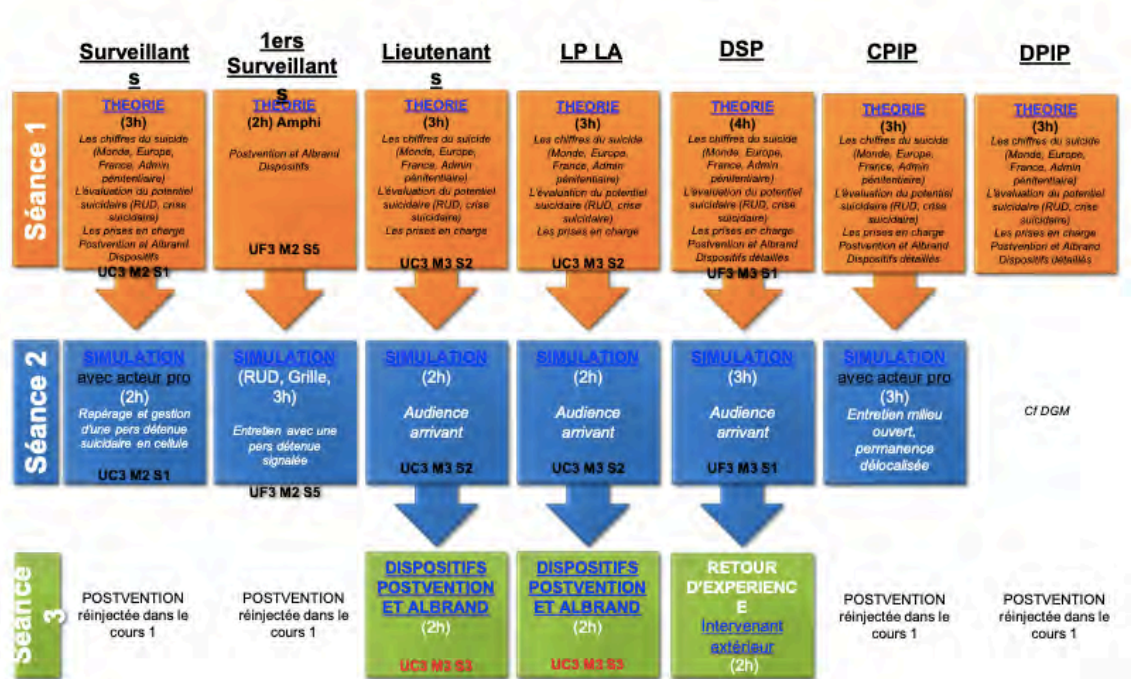 Surveillant
s
1ers
Surveillant
s
Lieutenant
s
LP LA
DSP
CPIP
DPIP
Séance 1
THEORIE
(3h)
Les chiffres du suicide
(Monde, Europe,
France, Admin
pénitentiaire)
L'évaluation du potentiel
suicidaire (RUD, crise
suicidaire)
Les prises en charge
Postvention et Albrand
Dispositifs
UC3 M2 S1
THEORIE
(2h) Amphi
Postvention et Albrand
Dispositifs
UF3 M2 S5
THEORIE
(3h)
Les chiffres du suicide
(Monde, Europe,
France, Admin
pénitentiaire)
L'évaluation du potentiel
suicidaire (RUD, crise
suicidaire)
Les prises en charge
UC3 M3 S2
THEORIE
(3h)
Les chiffres du suicide
(Monde, Europe,
France, Admin
pénitentiaire)
L'évaluation du potentiel
suicidaire (RUD, crise
suicidaire)
Les prises en charge
UC3 M3 S2
THEORIE
(4h)
Les chiffres du suicide
(Monde, Europe,
France, Admin
pénitentiaire)
L'évaluation du potentiel
suicidaire (RUD, crise
suicidaire)
Les prises en charge
Postvention et Albrand
Dispositifs détaillés
UF3 M3 S1
THEORIE
(3h)
Les chiffres du suicide
(Monde, Europe,
France, Admin
pénitentiaire)
L'évaluation du potentiel
suicidaire (RUD, crise
suicidaire)
Les prises en charge
Postvention et Albrand
Dispositifs détaillés
THEORIE
(3h)
Les chiffres du suicide
(Monde, Europe,
France, Admin
pénitentiaire)
L'évaluation du potentiel
suicidaire (RUD, crise
suicidaire)
Les prises en charge
Postvention et Albrand
Dispositifs détaillés
Séance 2
SIMULATION
avec acteur pro
(2h)
Repérage et gestion
d'une pers détenue
suicidaire en cellule
UC3 M2 S1
SIMULATION
(RUD, Grille,
3h)
Entretien avec une
pers détenue
signalée
UF3 M2 S5
SIMULATION
(2h)
Audience
arrivant
UC3 M3 S2
SIMULATION
(2h)
Audience
arrivant
UC3 M3 S2
SIMULATION
(3h)
Audience
arrivant
UF3 M3 S1
SIMULATION
avec acteur pro
(3h)
Entretien milieu
ouvert,
permanence
délocalisée
Cf DGM
Séance
3
POSTVENTION
réinjectée dans le
cours 1
POSTVENTION
réinjectée dans le
cours 1
DISPOSITIFS
POSTVENTION
ET ALBRAND
(2h)
UC3 M3 S3
DISPOSITIFS
POSTVENTION
ET ALBRAND
(2h)
UC3 M3 S3
RETOUR
D'EXPERIENC
E
Intervenant
extérieur
(2h)
POSTVENTION
réinjectée dans le
cours 1
POSTVENTION
réinjectée dans le
cours 1